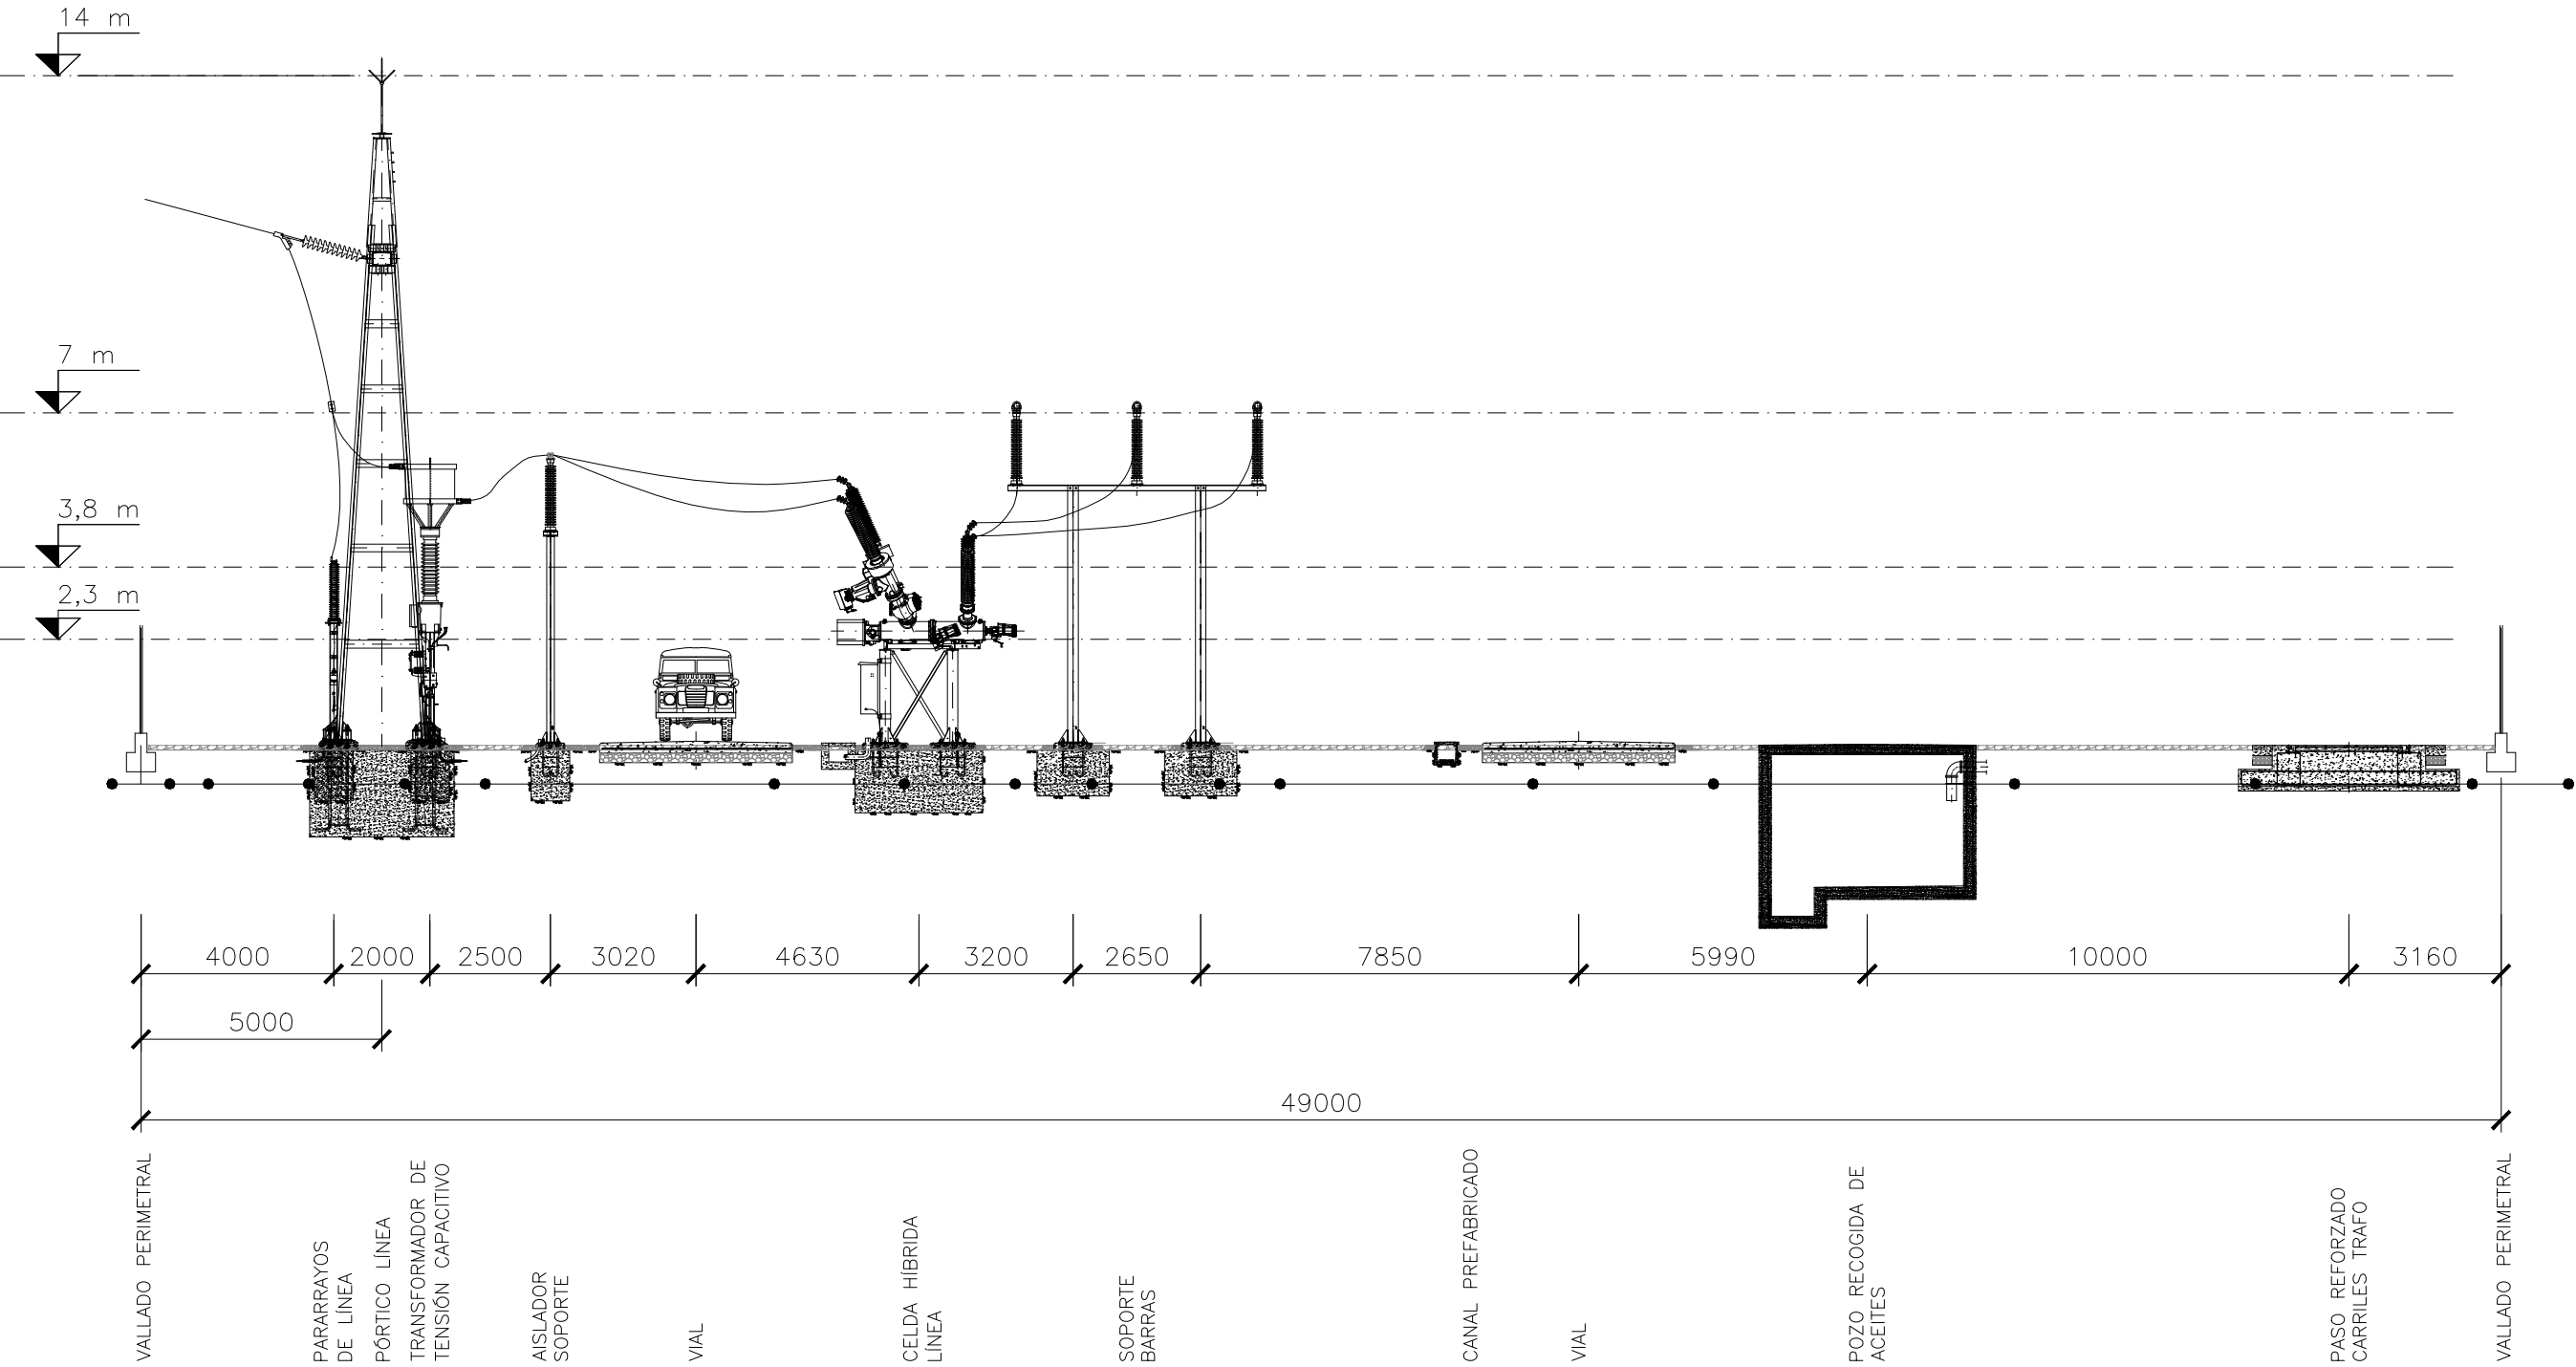 14 m
7 m
3,8 m
2,3 m
4000
2000
2500
3020
4630
3200
2650
7850
5990
10000
3160
5000
49000
VALLADO PERIMETRAL
PARARRAYOS
DE LÍNEA
PÓRTICO LÍNEA
TRANSFORMADOR DE
TENSIÓN CAPACITIVO
AISLADOR
SOPORTE
VIAL
CELDA HÍBRIDA
LÍNEA
SOPORTE
BARRAS
CANAL PREFABRICADO
VIAL
POZO RECOGIDA DE
ACEITES
PASO REFORZADO
CARRILES TRAFO
VALLADO PERIMETRAL